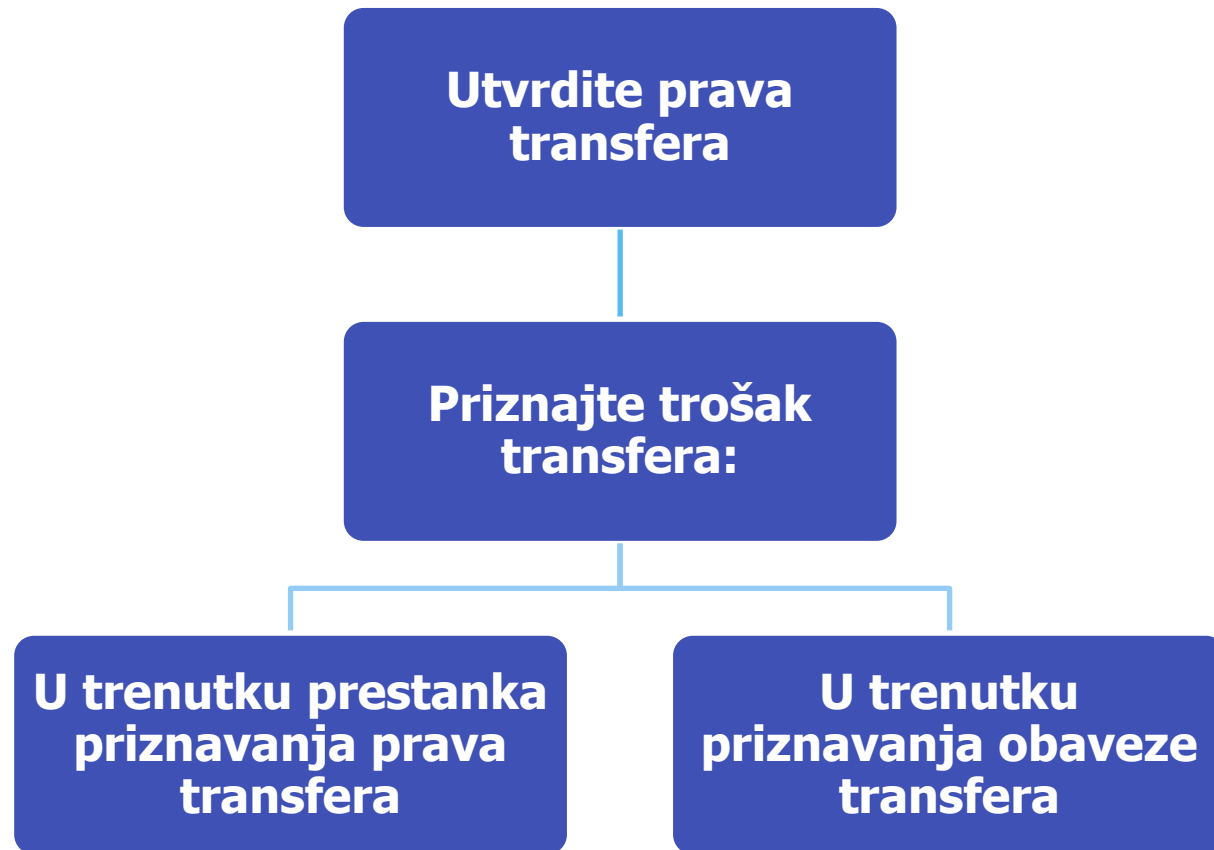 Utvrdite prava
transfera
Priznajte trošak
transfera:
U trenutku prestanka
priznavanja prava
transfera
U trenutku
priznavanja obaveze
transfera